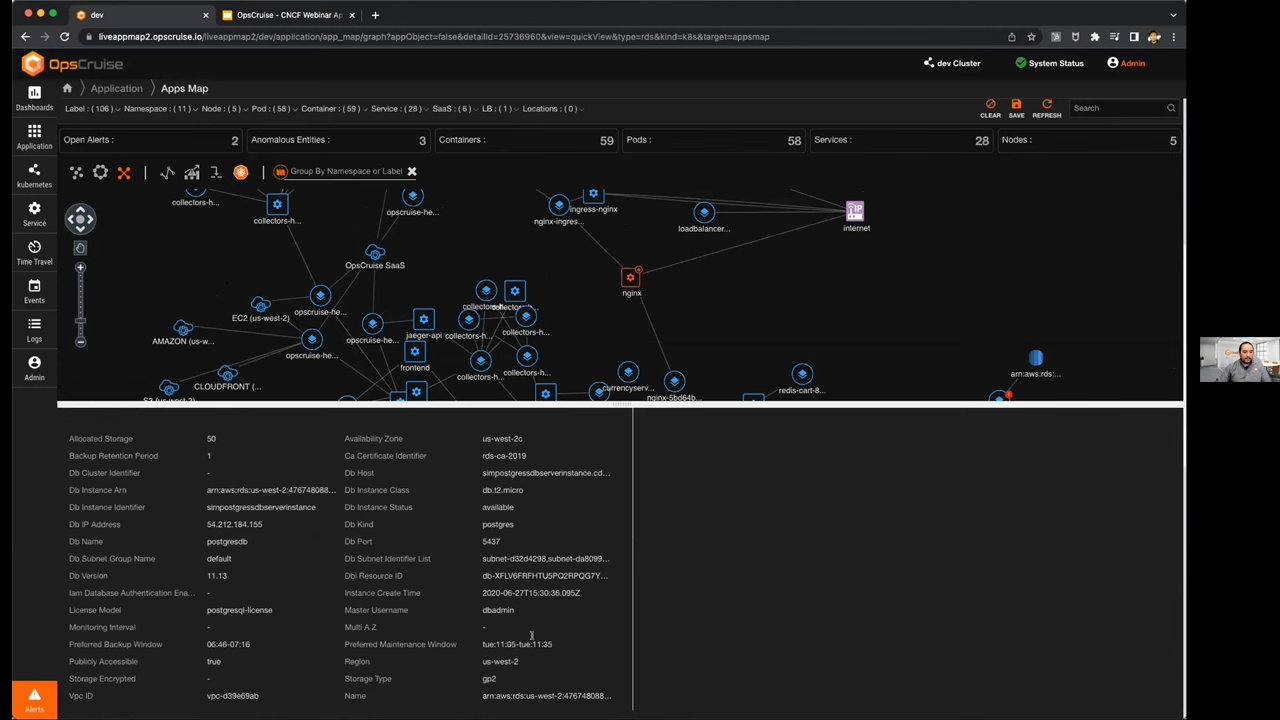 dev
OpsCruise - CNCF Webinar Ap
liveappmap2.opscruise.io/liveappmap2/dev/application/app_map/graph?appObject=false&detailId=25736960&view=quickView&type=rds&kind=k8s&target=appsmap
OpsCruise
dev Cluster
System Status
Admin
Dashboards
Application
Apps Map
Label : ( 106 )
Namespace : ( 11 )
Node : ( 5 )
Pod : ( 58 )
Container : ( 59 )
Service : ( 28 )
SaaS : ( 6 )
LB : ( 1 )
Locations : ( 0 )
CLEAR
SAVE
REFRESH
Search
Open Alerts : 2
Anomalous Entities : 3
Containers : 59
Pods : 58
Services : 28
Nodes : 5
Application
kubernetes
Service
Time Travel
Events
Logs
Admin
Alerts
Group By Namespace or Label
collectors-h...
collectors-h...
opscruise-he...
nginx-ingres...
ingress-nginx
loadbalancer...
IP
internet
OpsCruise SaaS
nginx
EC2 (us-west-2)
opscruise-he...
AMAZON (us-w...
opscruise-he...
opscruise-he...
jaeger-api
collectors-h...
collectors-h...
frontend
collectors-h...
collectors-h...
CLOUDFRONT (...
S3 (us-west-2)
currencyserv...
nginx-5bd64b...
redis-cart-8...
arn:aws:rds:...
Allocated Storage 50 Availability Zone us-west-2c
Backup Retention Period 1 Ca Certificate Identifier rds-ca-2019
Db Cluster Identifier - Db Host simpostgressdbserverinstance.cd...
Db Instance Arn arn:aws:rds:us-west-2:476748088... Db Instance Class db.t2.micro
Db Instance Identifier simpostgressdbserverinstance Db Instance Status available
Db IP Address 54.212.184.155 Db Kind postgres
Db Name postgresdb Db Port 5437
Db Subnet Group Name default Db Subnet Identifier List subnet-d32d4298,subnet-da8099...
Db Version 11.13 Dbi Resource ID db-XFLV6FRFHTU5PQ2RPQG7Y...
Iam Database Authentication Ena... - Instance Create Time 2020-06-27T15:30:36.095Z
License Model postgresql-license Master Username dbadmin
Monitoring Interval - Multi A Z -
Preferred Backup Window 06:46-07:16 Preferred Maintenance Window tue:11:05-tue:11:35
Publicly Accessible true Region us-west-2
Storage Encrypted - Storage Type gp2
Vpc ID vpc-d39e69ab Name arn:aws:rds:us-west-2:476748088...